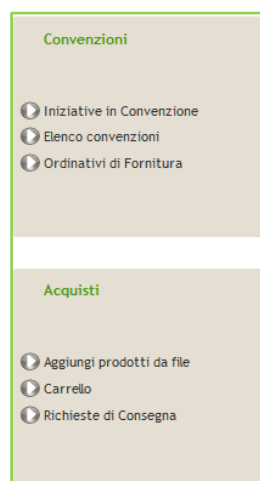 Convenzioni
Iniziative in Convenzione
Elenco convenzioni
Ordinativi di Fornitura
Acquisti
Aggiungi prodotti da file
Carrello
Richieste di Consegna